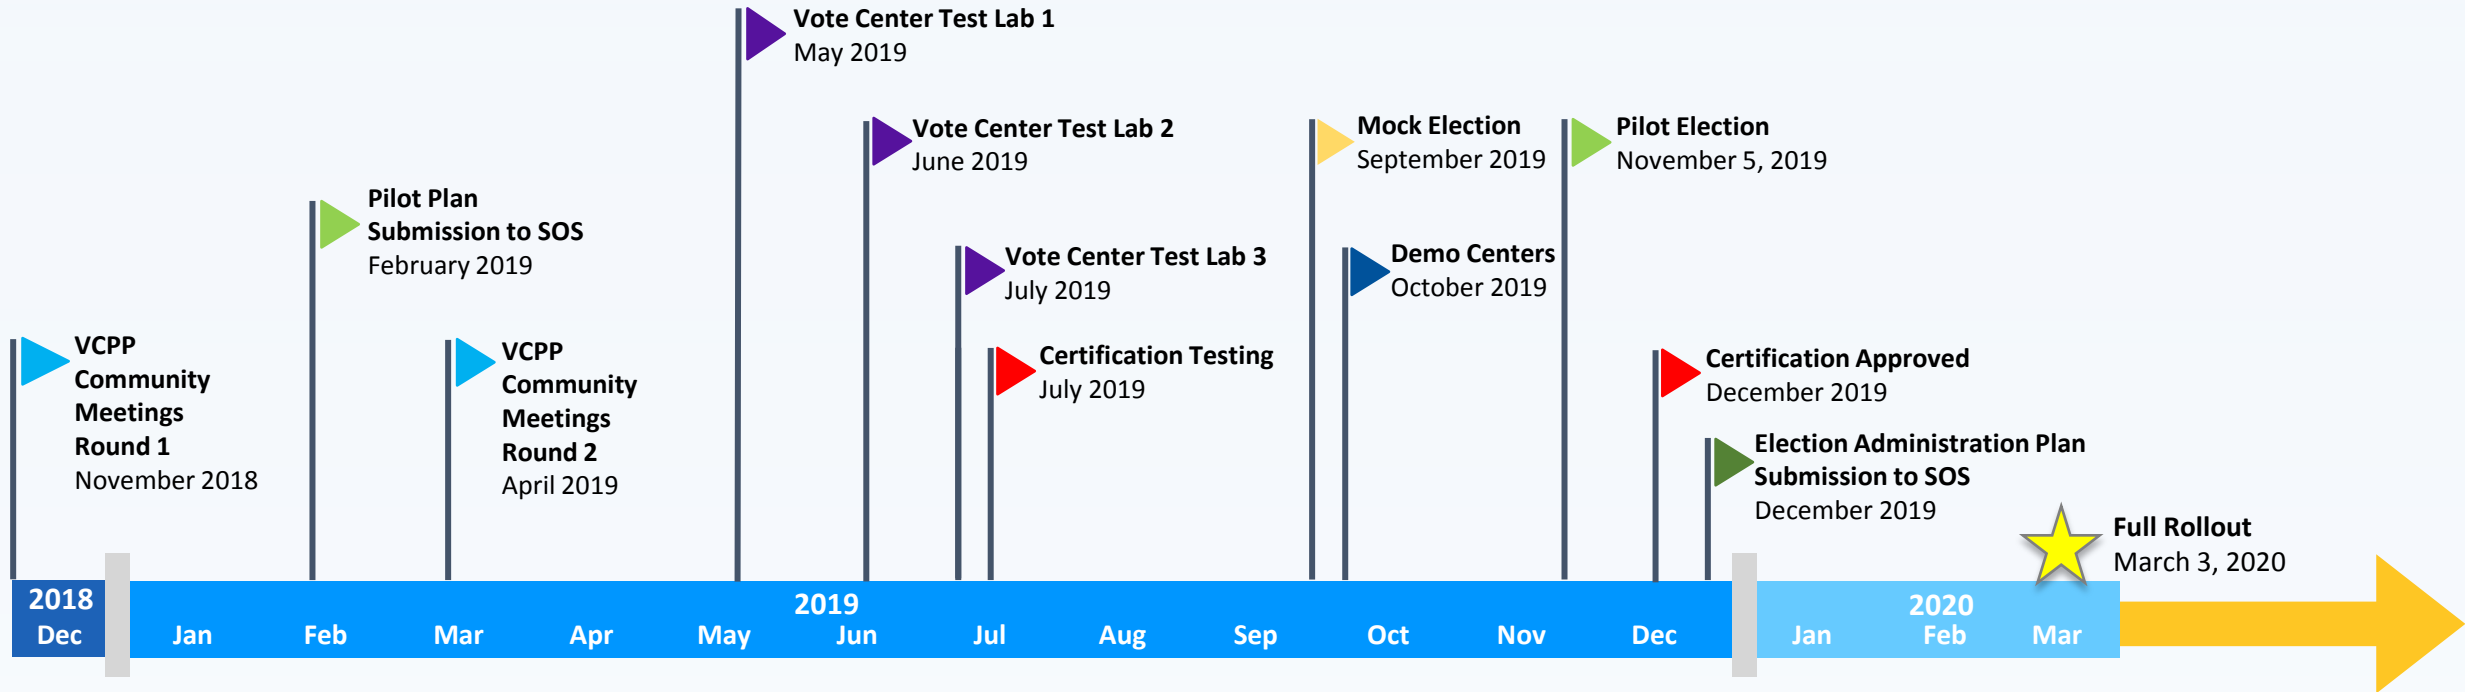 Vote Center Test Lab 1
May 2019
Vote Center Test Lab 2
June 2019
Mock Election
September 2019
Pilot Election
November 5, 2019
Pilot Plan
Submission to SOS
February 2019
Vote Center Test Lab 3
July 2019
Demo Centers
October 2019
VCPP
Community
Meetings
Round 1
November 2018
VCPP
Community
Meetings
Round 2
April 2019
Certification Testing
July 2019
Certification Approved
December 2019
Election Administration Plan
Submission to SOS
December 2019
Full Rollout
March 3, 2020
2018
2019
2020
Dec Jan Feb Mar Apr May Jun Jul Aug Sep Oct Nov Dec Jan Feb Mar